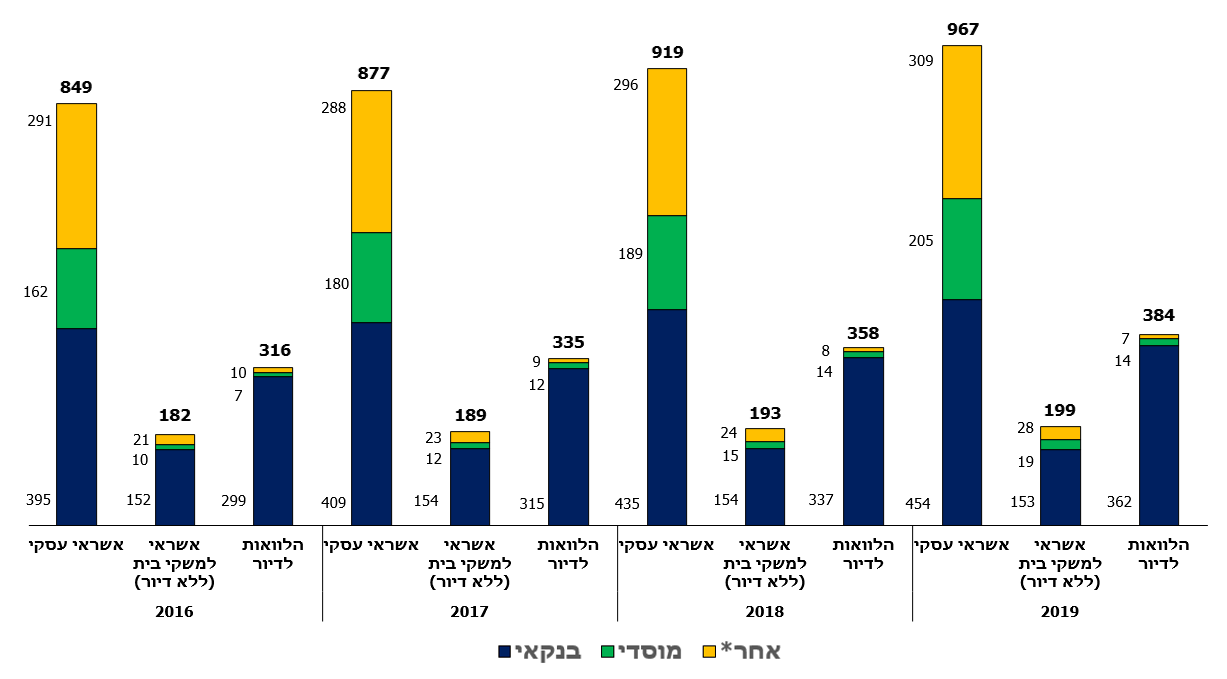 967
919
309
877
296
849
288
291
205
189
180
162
384
358
335
316
7
8
9
10
14
14
12
7
199
193
189
182
28
24
23
21
19
15
12
10
395
152
299
409
154
315
435
154
337
454
153
362
אשראי עסקי
אשראי
למשקי בית
(ללא דיור)
הלוואות
לדיור
אשראי עסקי
אשראי
למשקי בית
(ללא דיור)
הלוואות
לדיור
אשראי עסקי
אשראי
למשקי בית
(ללא דיור)
הלוואות
לדיור
אשראי עסקי
אשראי
למשקי בית
(ללא דיור)
הלוואות
לדיור
2016
2017
2018
2019
בנקאי
מוסדי
אחר*